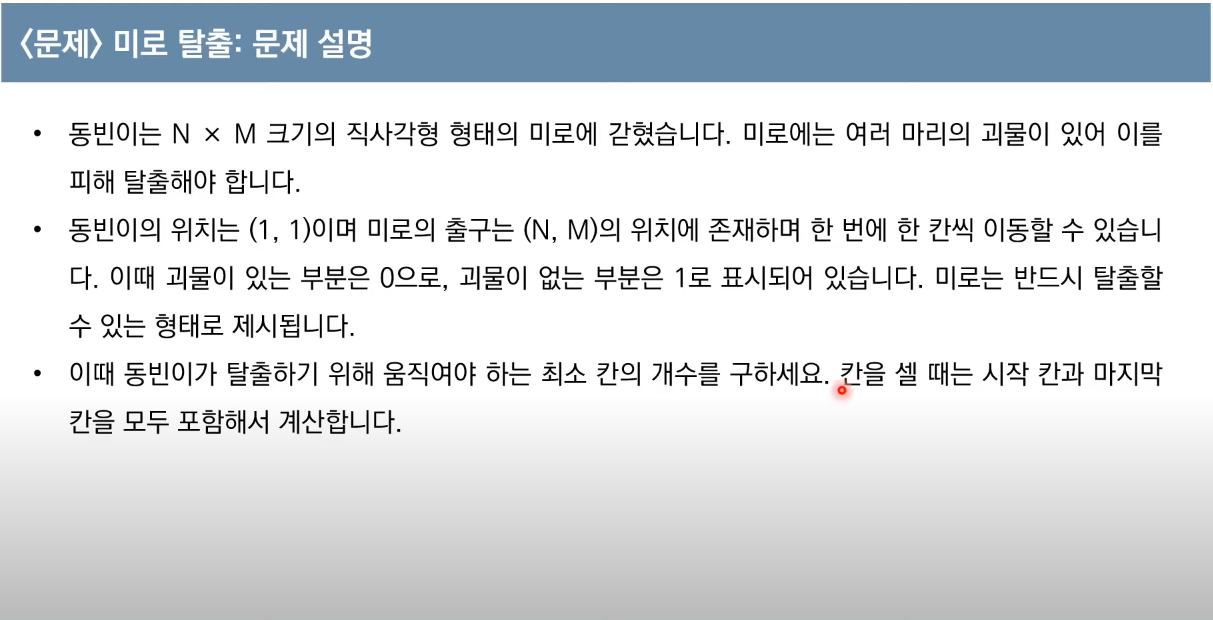 〈문제〉 미로 탈출: 문제 설명
• 동빈이는 N × M 크기의 직사각형 형태의 미로에 갇혔습니다. 미로에는 여러 마리의 괴물이 있어 이를
피해 탈출해야 합니다.
• 동빈이의 위치는 (1, 1)이며 미로의 출구는 (N, M)의 위치에 존재하며 한 번에 한 칸씩 이동할 수 있습니
다. 이때 괴물이 있는 부분은 0으로, 괴물이 없는 부분은 1로 표시되어 있습니다. 미로는 반드시 탈출할
수 있는 형태로 제시됩니다.
• 이때 동빈이가 탈출하기 위해 움직여야 하는 최소 칸의 개수를 구하세요. 칸을 셀 때는 시작 칸과 마지막
칸을 모두 포함해서 계산합니다.